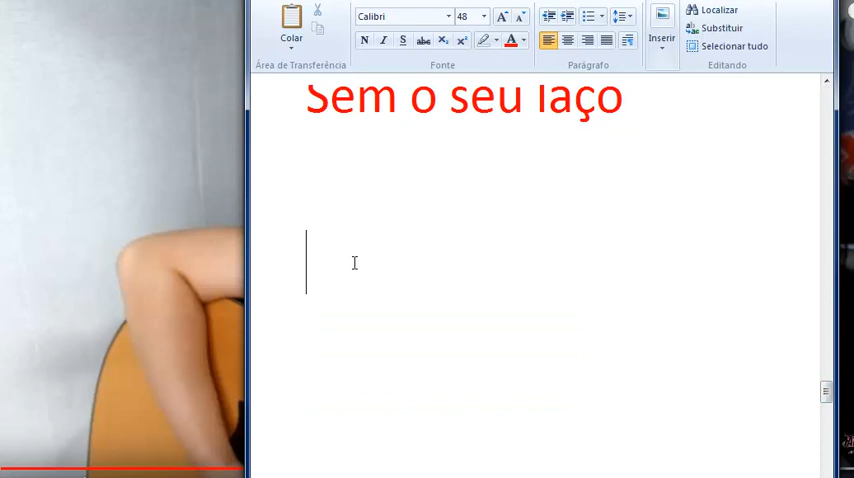 Calibri 48
Localizar
Substituir
Selecionar tudo
Colar
Inserir
N I S abc X₂ X² A
Área de Transferência Fonte Parágrafo Editando
Sem o seu laço